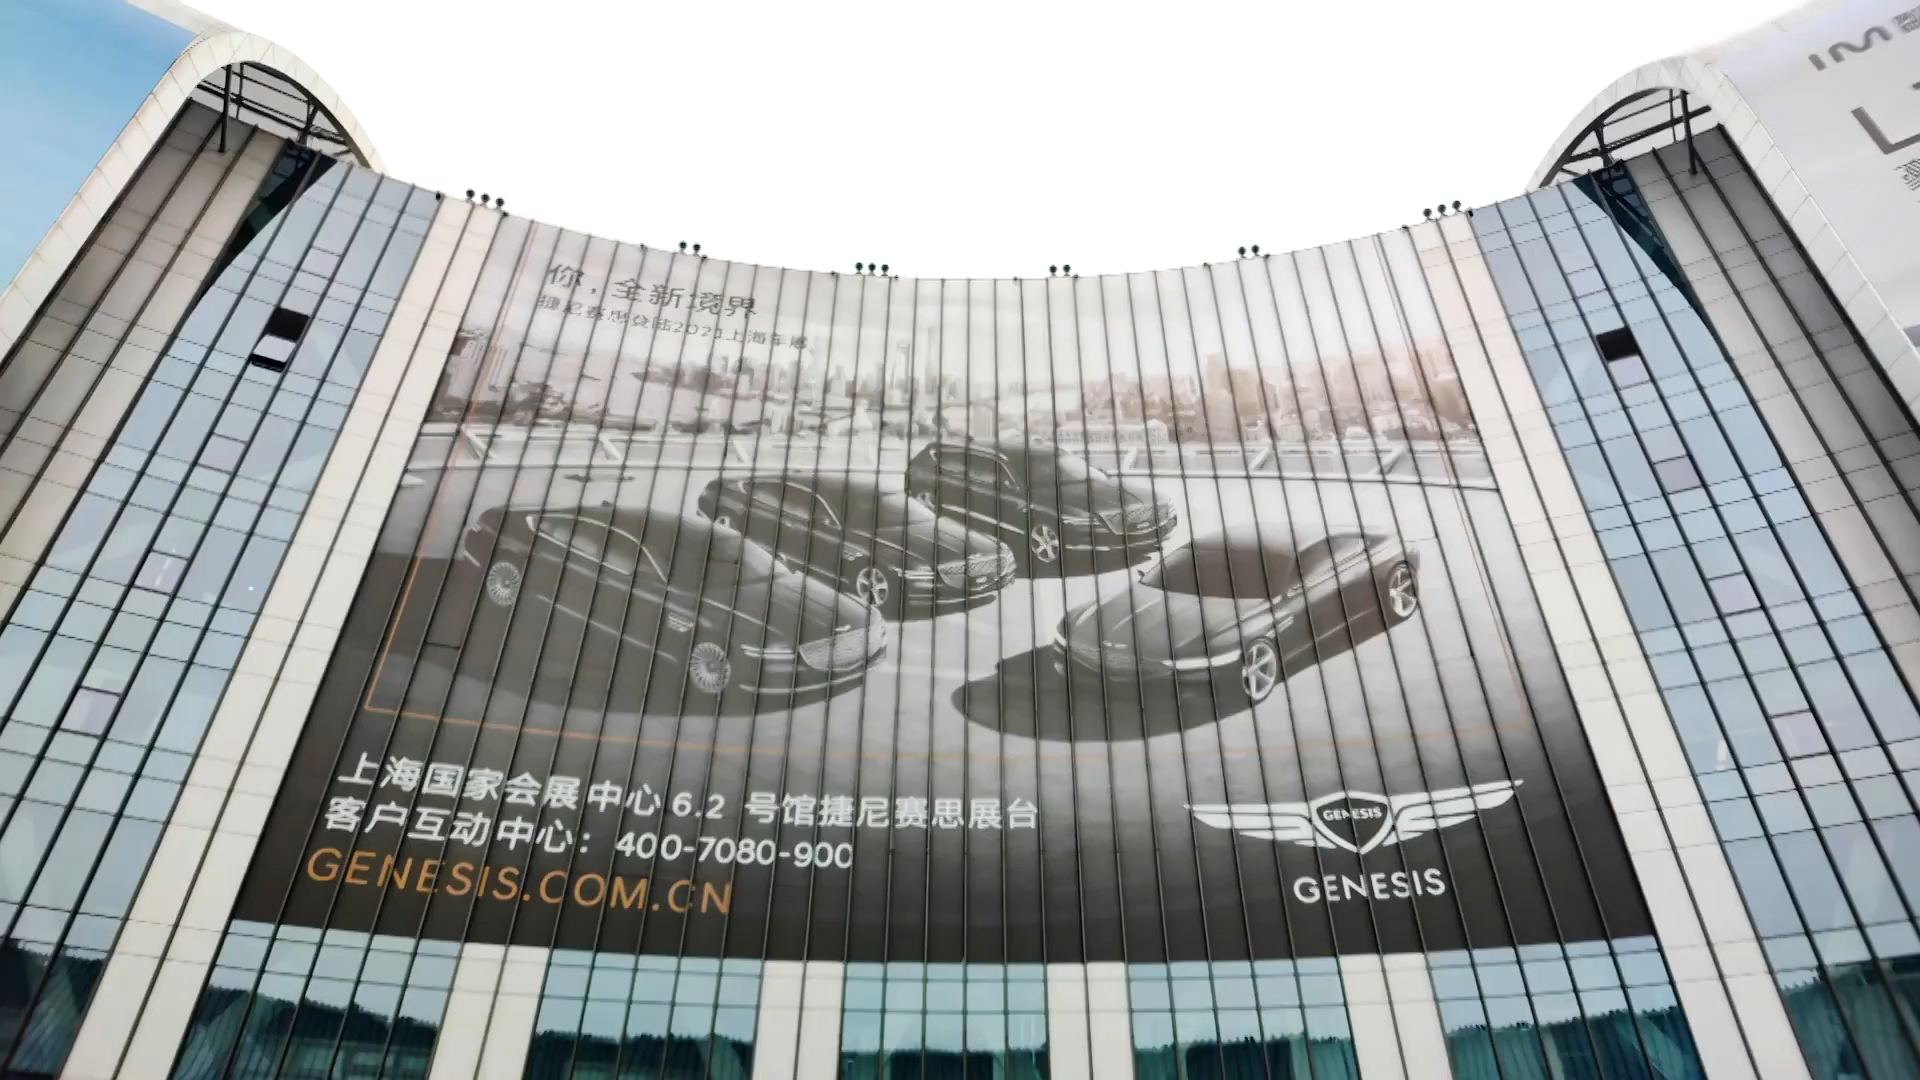 你，全新境界
捷尼赛思登陆2021上海车展
上海国家会展中心 6.2 号馆捷尼赛思展台
客户互动中心：400-7080-900
GENESIS.COM.CN
GENESIS
GENESIS
IM